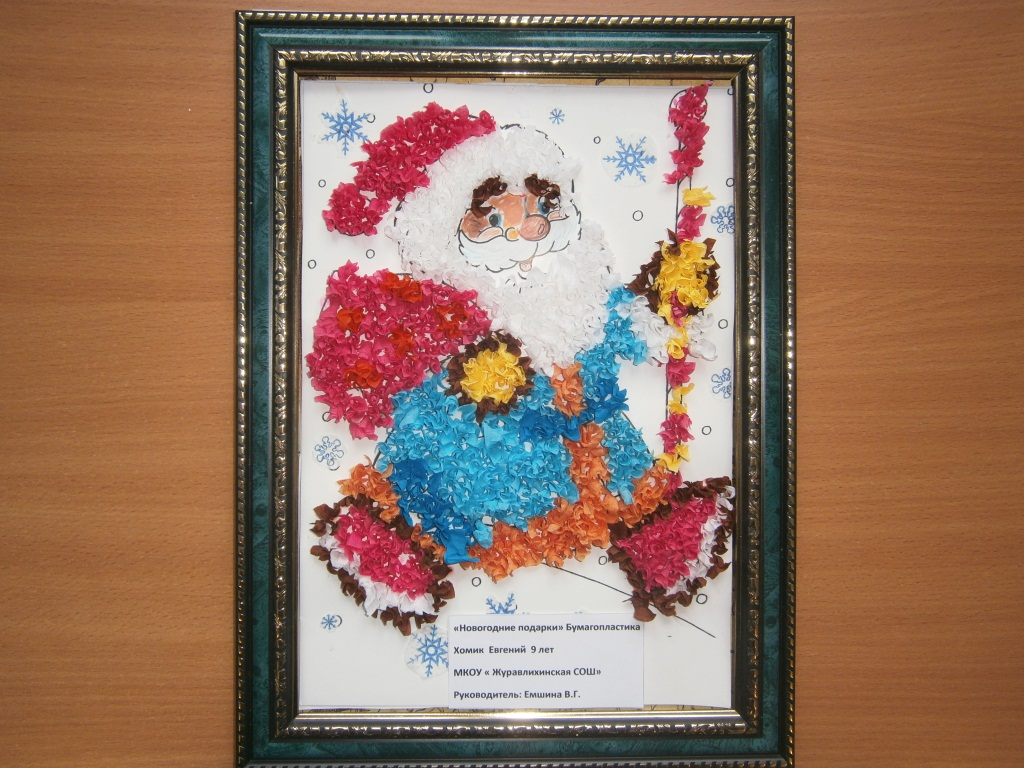 «Новогодние подарки» Бумагопластика
Хомик Евгений 9 лет
МКОУ « Журавлихинская СОШ»
Руководитель: Емшина В.Г.